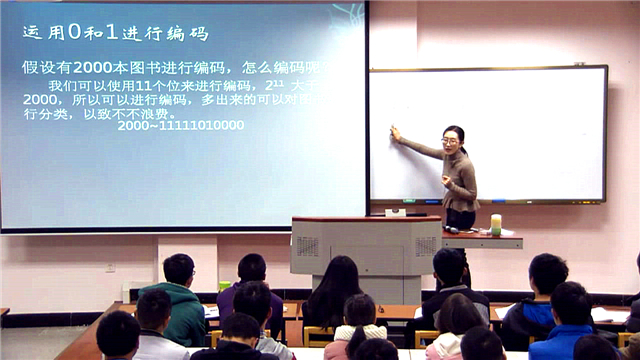 运用0和1进行编码
假设有2000本图书进行编码，怎么编码呢
我们可以使用11个位来进行编码，2¹¹ 大于
2000，所以可以进行编码，多出来的可以对图
行分类，以致不不浪费。
2000~11111010000